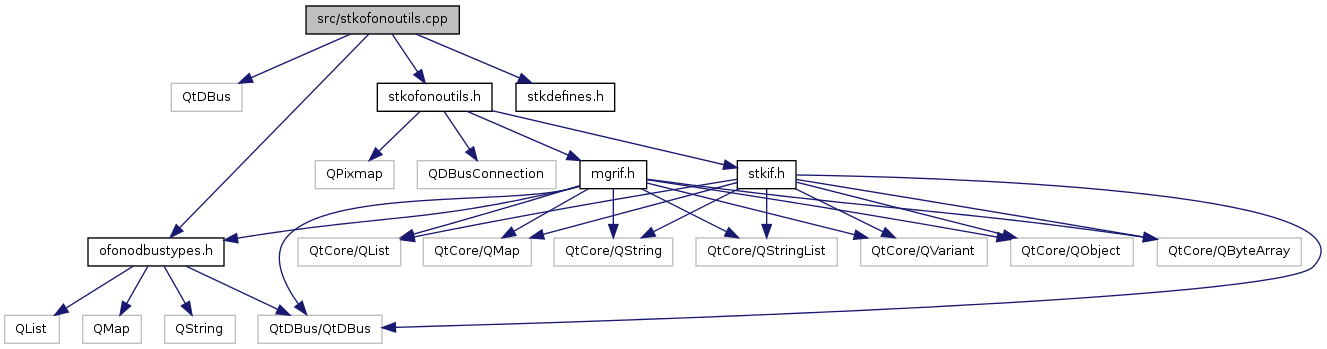 src/stkofonoutils.cpp
QtDBus
stkofonoutils.h
stkdefines.h
QPixmap
QDBusConnection
mgrif.h
stkif.h
ofonodbustypes.h
QtCore/QList
QtCore/QMap
QtCore/QString
QtCore/QStringList
QtCore/QVariant
QtCore/QObject
QtCore/QByteArray
QList
QMap
QString
QtDBus/QtDBus